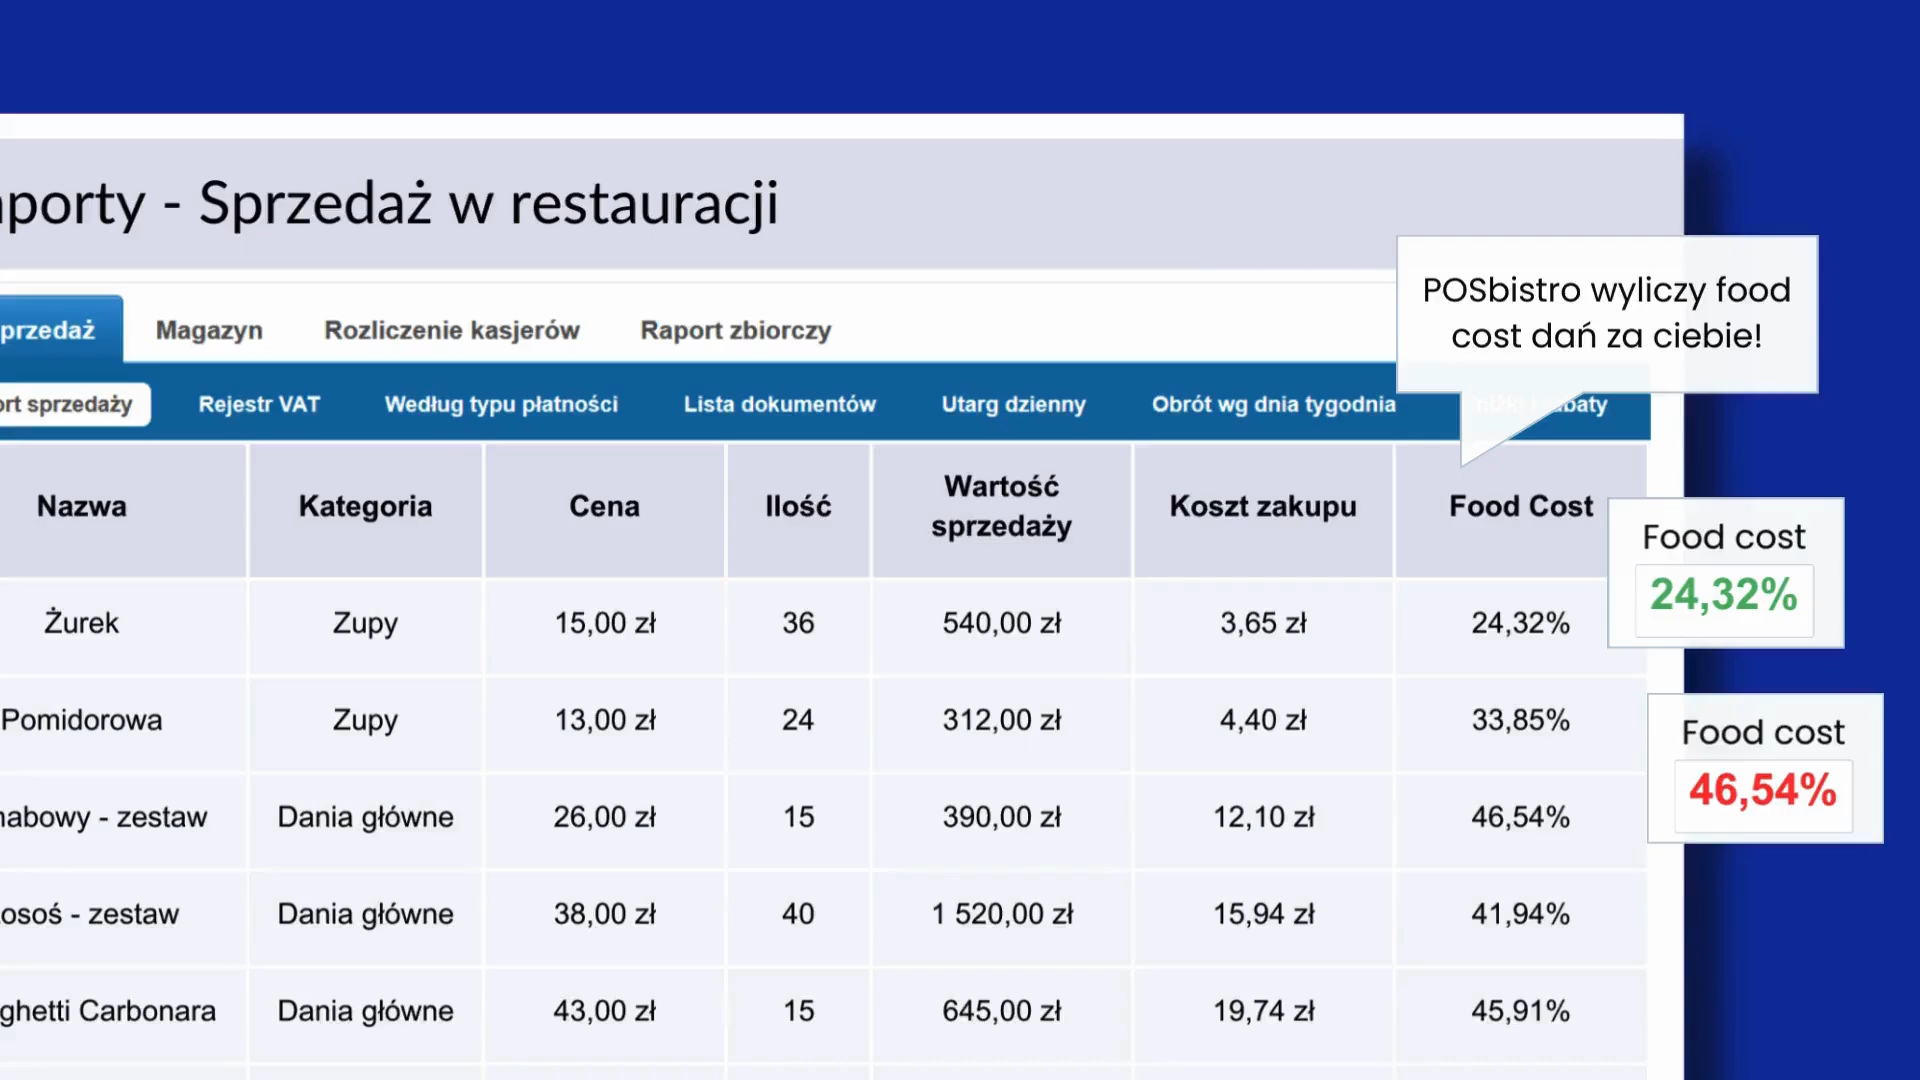 aporty - Sprzedaż w restauracji
POSbistro wyliczy food
cost dań za ciebie!
przedaż Magazyn Rozliczenie kasjerów Raport zbiorczy
ort sprzedaży Rejestr VAT Według typu płatności Lista dokumentów Utarg dzienny Obrót wg dnia tygodnia
Nazwa Kategoria Cena Ilość Wartość sprzedaży Koszt zakupu Food Cost
Food cost
24,32%
Żurek Zupy 15,00 zł 36 540,00 zł 3,65 zł 24,32%
Pomidorowa Zupy 13,00 zł 24 312,00 zł 4,40 zł 33,85%
Food cost
46,54%
habowy - zestaw Dania główne 26,00 zł 15 390,00 zł 12,10 zł 46,54%
osoś - zestaw Dania główne 38,00 zł 40 1 520,00 zł 15,94 zł 41,94%
ghetti Carbonara Dania główne 43,00 zł 15 645,00 zł 19,74 zł 45,91%